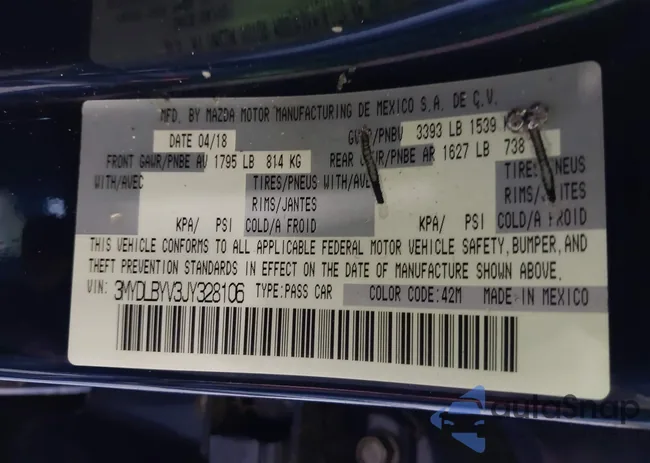 MFD. BY MAZDA MOTOR MANUFACTURING DE MEXICO S.A. DE C.V.
DATE 04/18 GVWR/PNBV 3393 LB 1539
FRONT GAWR/PNBE AV 1795 LB 814 KG REAR GAWR/PNBE AR 1627 LB 738
WITH/AVEC TIRES/PNEUS WITH/AVEC TIRES/PNEUS
RIMS/JANTES RIMS/JANTES
KPA/ PSI COLD/A FROID KPA/ PSI COLD/A FROID
THIS VEHICLE CONFORMS TO ALL APPLICABLE FEDERAL MOTOR VEHICLE SAFETY, BUMPER, AND
THEFT PREVENTION STANDARDS IN EFFECT ON THE DATE OF MANUFACTURE SHOWN ABOVE.
VIN: 3MYDLBYV3JY328106 TYPE:PASS CAR COLOR CODE:42M MADE IN MEXICO
autoSnap